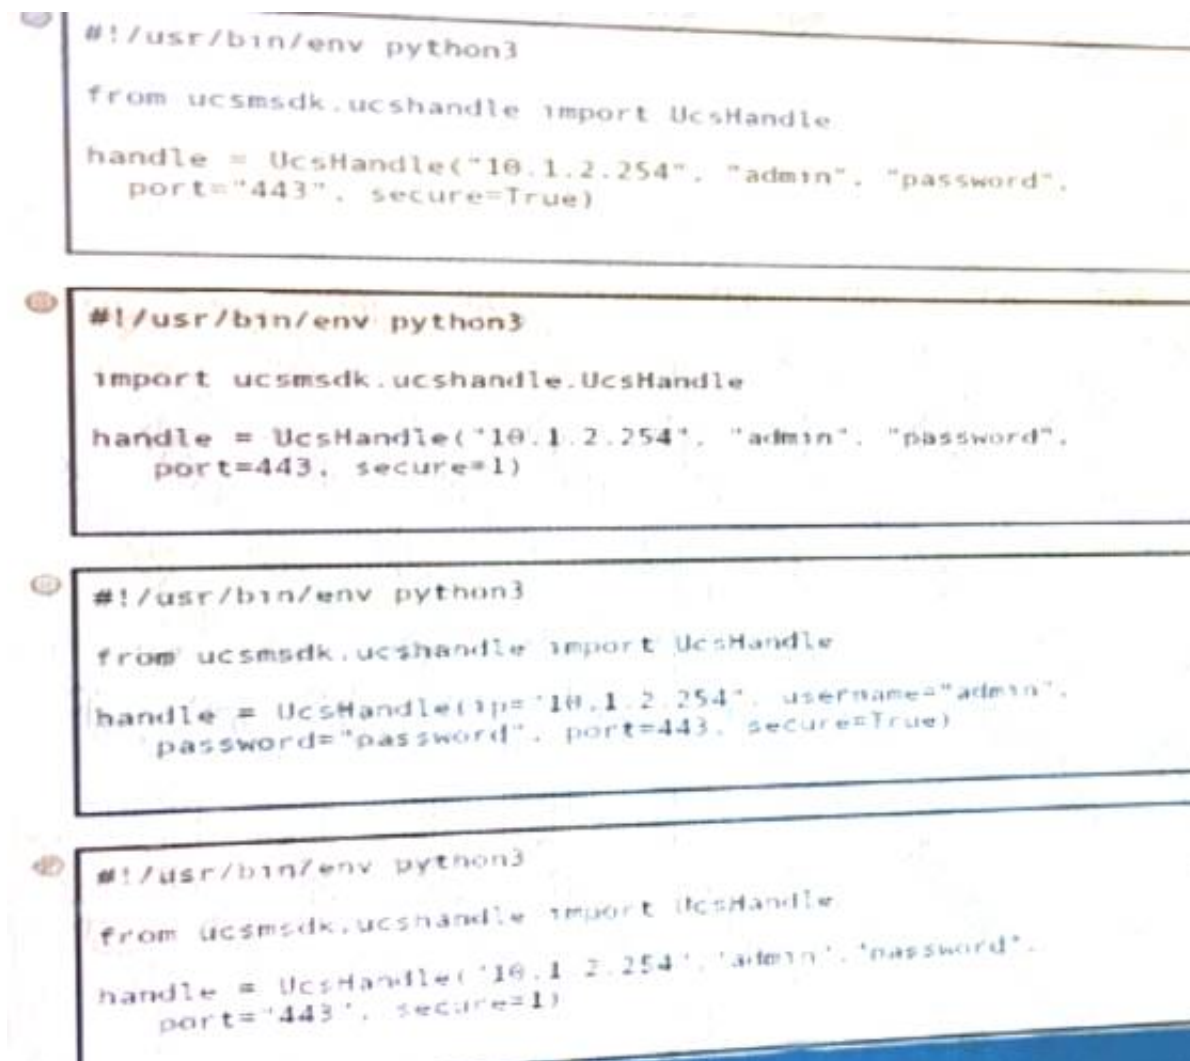 #!/usr/bin/env python3
from ucsmsdk.ucshandle import UcsHandle
handle = UcsHandle("10.1.2.254", "admin", "password",
port="443", secure=True)
#!/usr/bin/env python3
import ucsmsdk.ucshandle.UcsHandle
handle = UcsHandle("10.1.2.254", "admin", "password",
port=443, secure=1)
#!/usr/bin/env python3
from ucsmsdk.ucshandle import UcsHandle
handle = UcsHandle(ip="10.1.2.254", username="admin",
password="password", port=443, secure=True)
#!/usr/bin/env python3
from ucsmsdk.ucshandle import UcsHandle
handle = UcsHandle("10.1.2.254", "admin", "password",
port="443", secure=1)